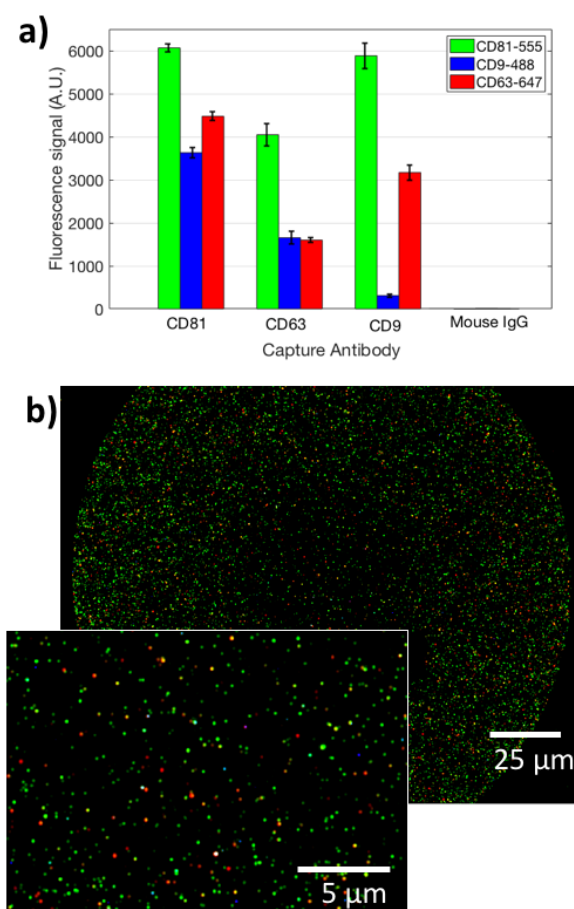 a)
Fluorescence signal (A.U.)
6000
5000
4000
3000
2000
1000
0
CD81-555
CD9-488
CD63-647
CD81
CD63
CD9
Mouse IgG
Capture Antibody
b)
25 µm
5 µm